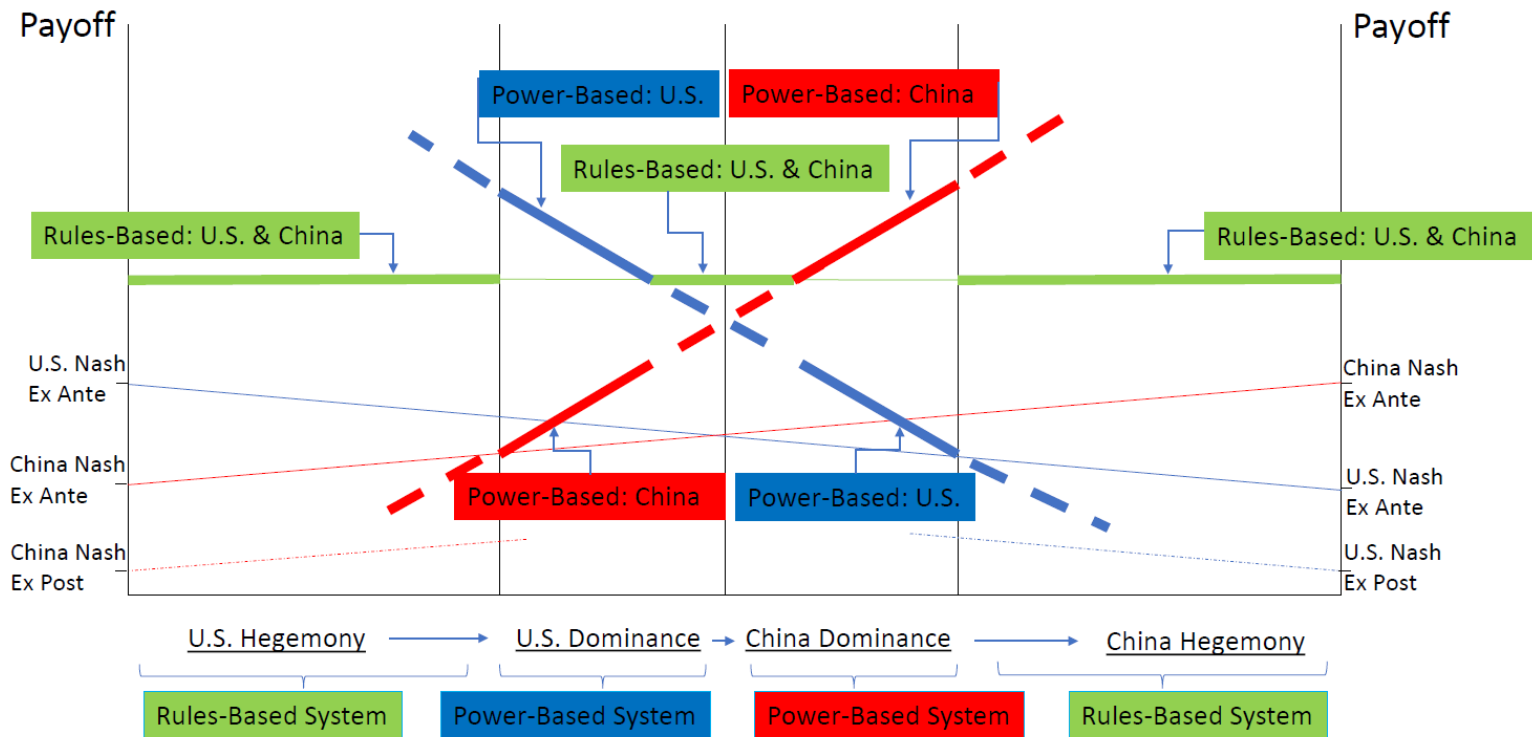 Payoff
Payoff
Power-Based: U.S.
Power-Based: China
Rules-Based: U.S. & China
Rules-Based: U.S. & China
Rules-Based: U.S. & China
U.S. Nash
Ex Ante
China Nash
Ex Ante
China Nash
Ex Ante
U.S. Nash
Ex Ante
Power-Based: China
Power-Based: U.S.
China Nash
Ex Post
U.S. Nash
Ex Post
U.S. Hegemony
U.S. Dominance
China Dominance
China Hegemony
Rules-Based System
Power-Based System
Power-Based System
Rules-Based System